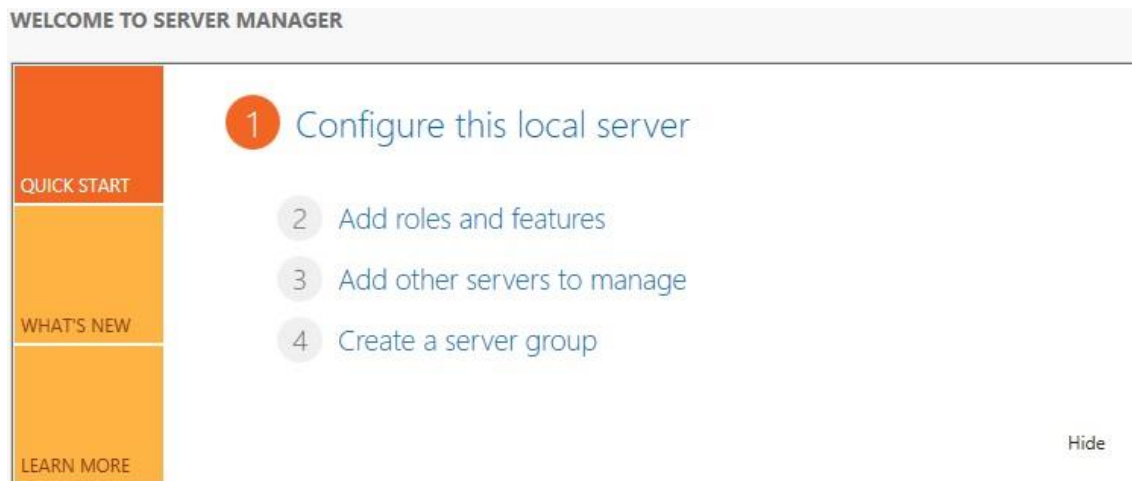 WELCOME TO SERVER MANAGER
QUICK START
WHAT'S NEW
LEARN MORE
1 Configure this local server
2 Add roles and features
3 Add other servers to manage
4 Create a server group
Hide